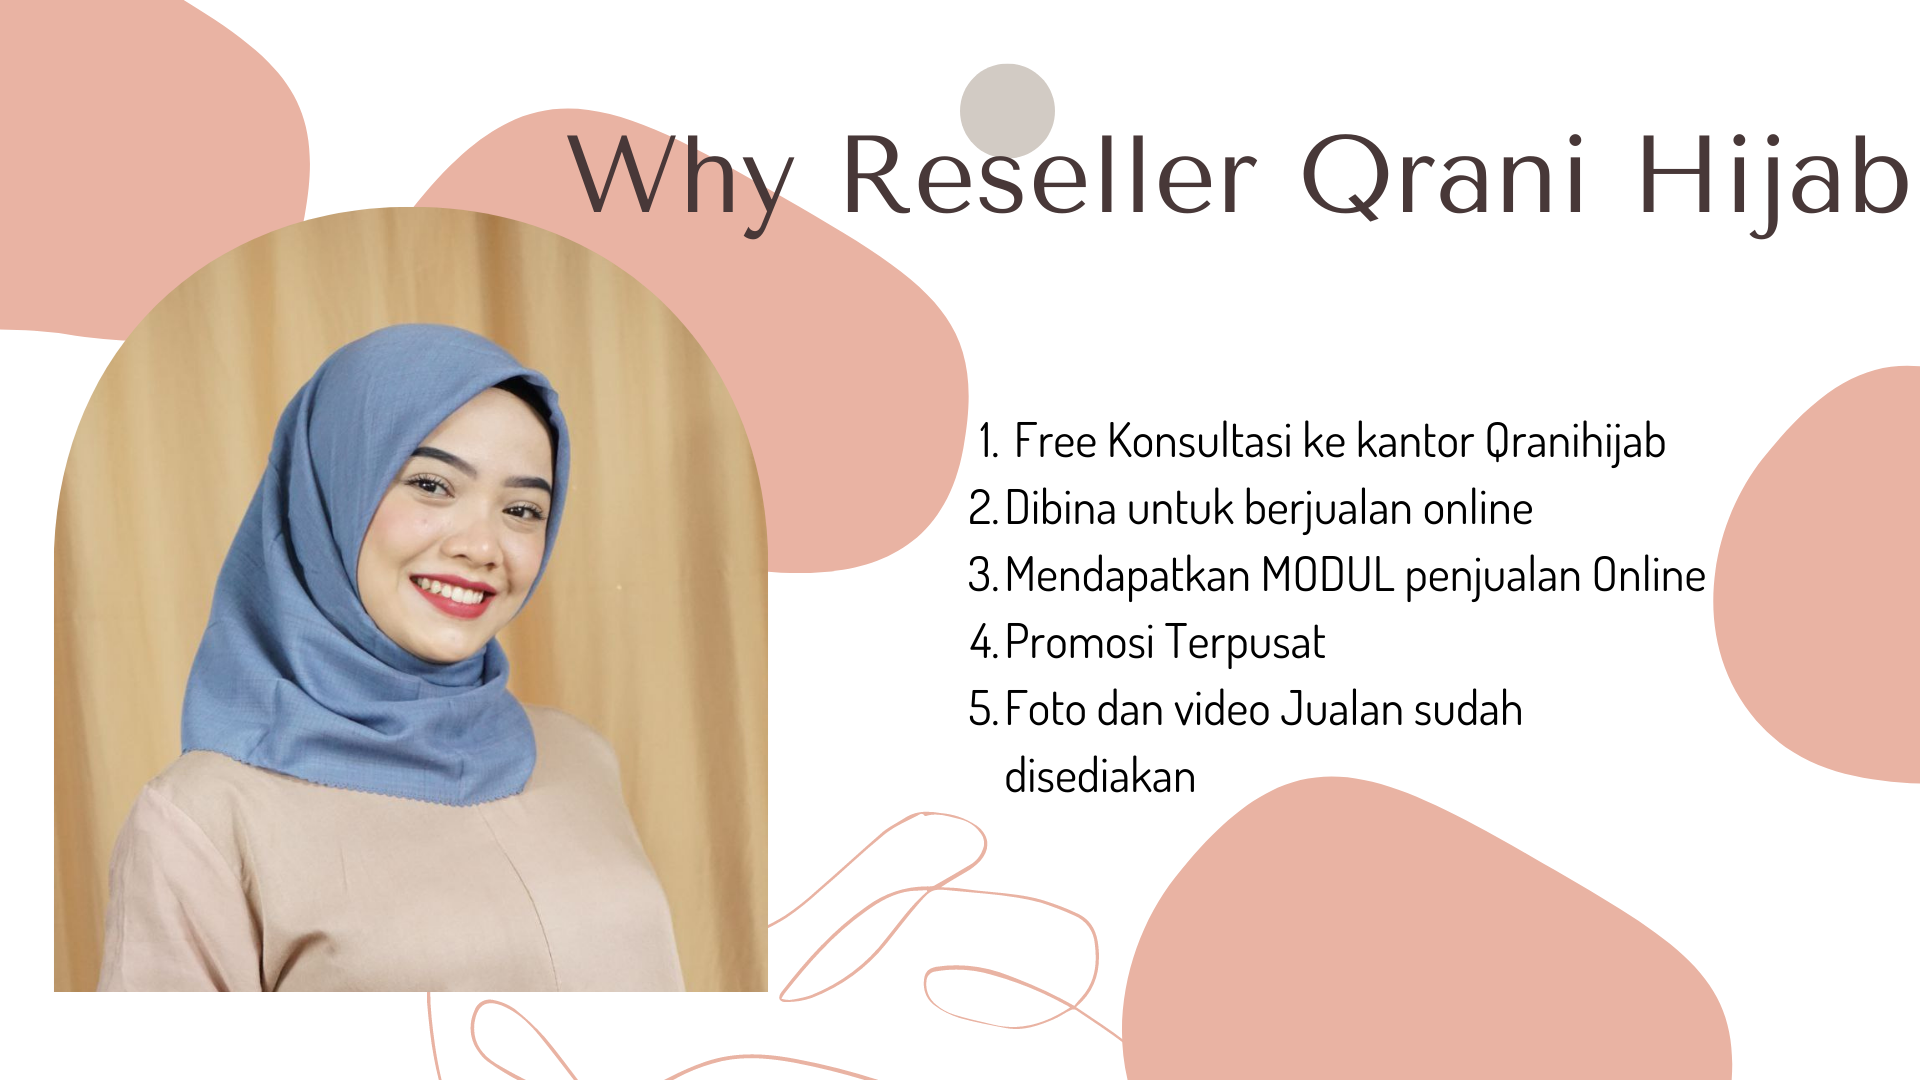 Why Reseller Qrani Hijab
1. Free Konsultasi ke kantor Qranihijab
2. Dibina untuk berjualan online
3. Mendapatkan MODUL penjualan Online
4. Promosi Terpusat
5. Foto dan video Jualan sudah
disediakan